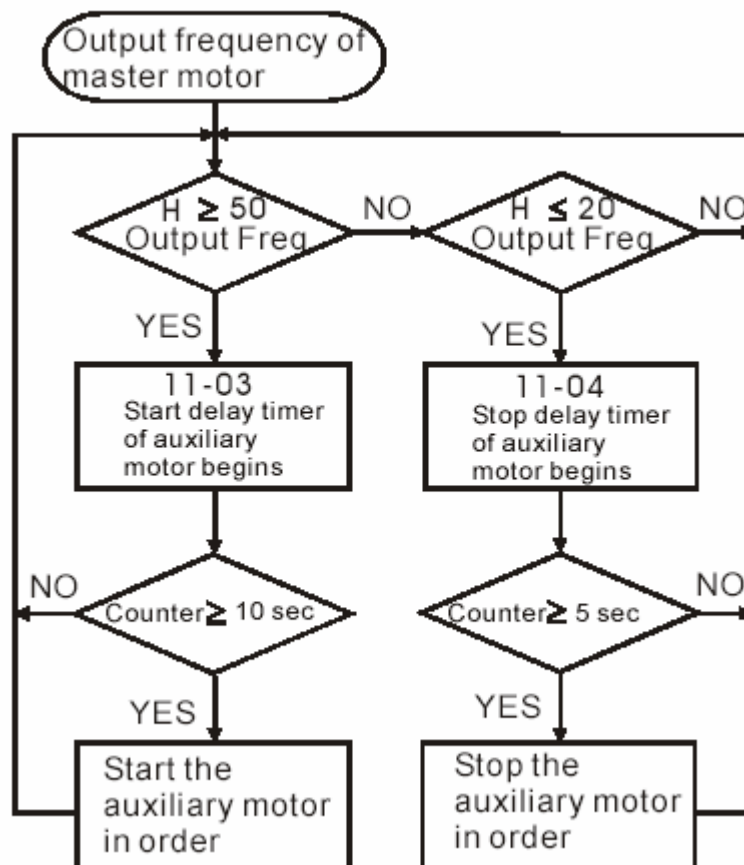 Output frequency of
master motor
H ≥ 50
Output Freq
NO
H ≤ 20
Output Freq
NO
YES
YES
11-03
Start delay timer
of auxiliary
motor begins
11-04
Stop delay timer
of auxiliary
motor begins
NO
Counter ≥ 10 sec
Counter ≥ 5 sec
NO
YES
YES
Start the
auxiliary motor
in order
Stop the
auxiliary motor
in order